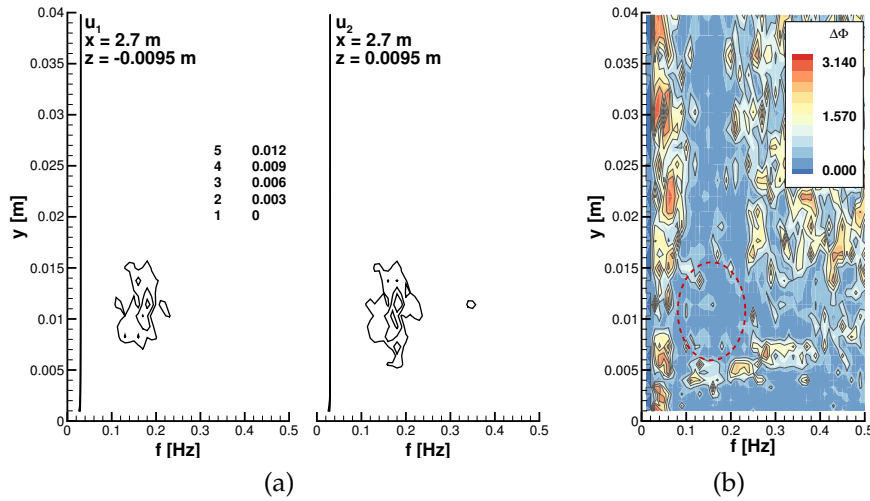 u₁
x = 2.7 m
z = -0.0095 m
5 0.012
4 0.009
3 0.006
2 0.003
1 0
y [m]
0.04
0.035
0.03
0.025
0.02
0.015
0.01
0.005
0
0 0.1 0.2 0.3 0.4 0.5
f [Hz]
u₂
x = 2.7 m
z = 0.0095 m
0 0.1 0.2 0.3 0.4 0.5
f [Hz]
(a)
ΔΦ
3.140
1.570
0.000
y [m]
0.04
0.035
0.03
0.025
0.02
0.015
0.01
0.005
0
0 0.1 0.2 0.3 0.4 0.5
f [Hz]
(b)